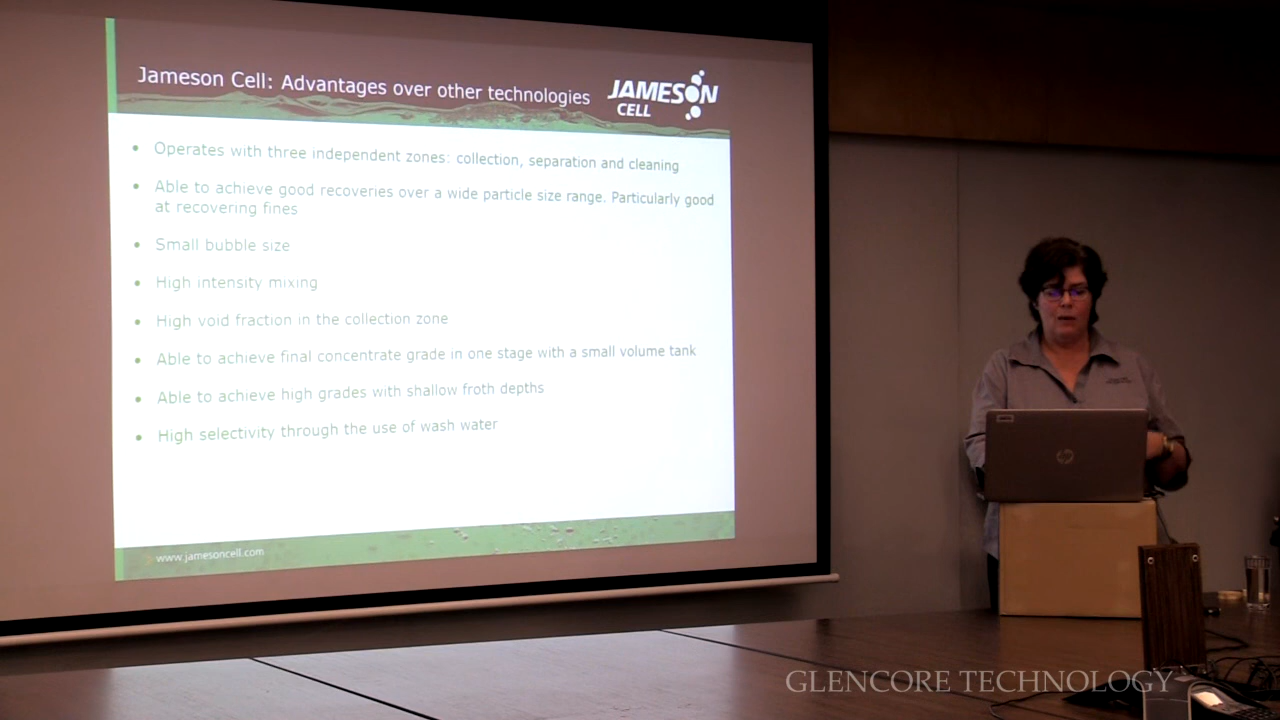 Jameson Cell: Advantages over other technologies
JAMESON
CELL
• Operates with three independent zones: collection, separation and cleaning
• Able to achieve good recoveries over a wide particle size range. Particularly good
at recovering fines
• Small bubble size
• High intensity mixing
• High void fraction in the collection zone
• Able to achieve final concentrate grade in one stage with a small volume tank
• Able to achieve high grades with shallow froth depths
• High selectivity through the use of wash water
www.jamesoncell.com
hp
GLENCORE TECHNOLOGY